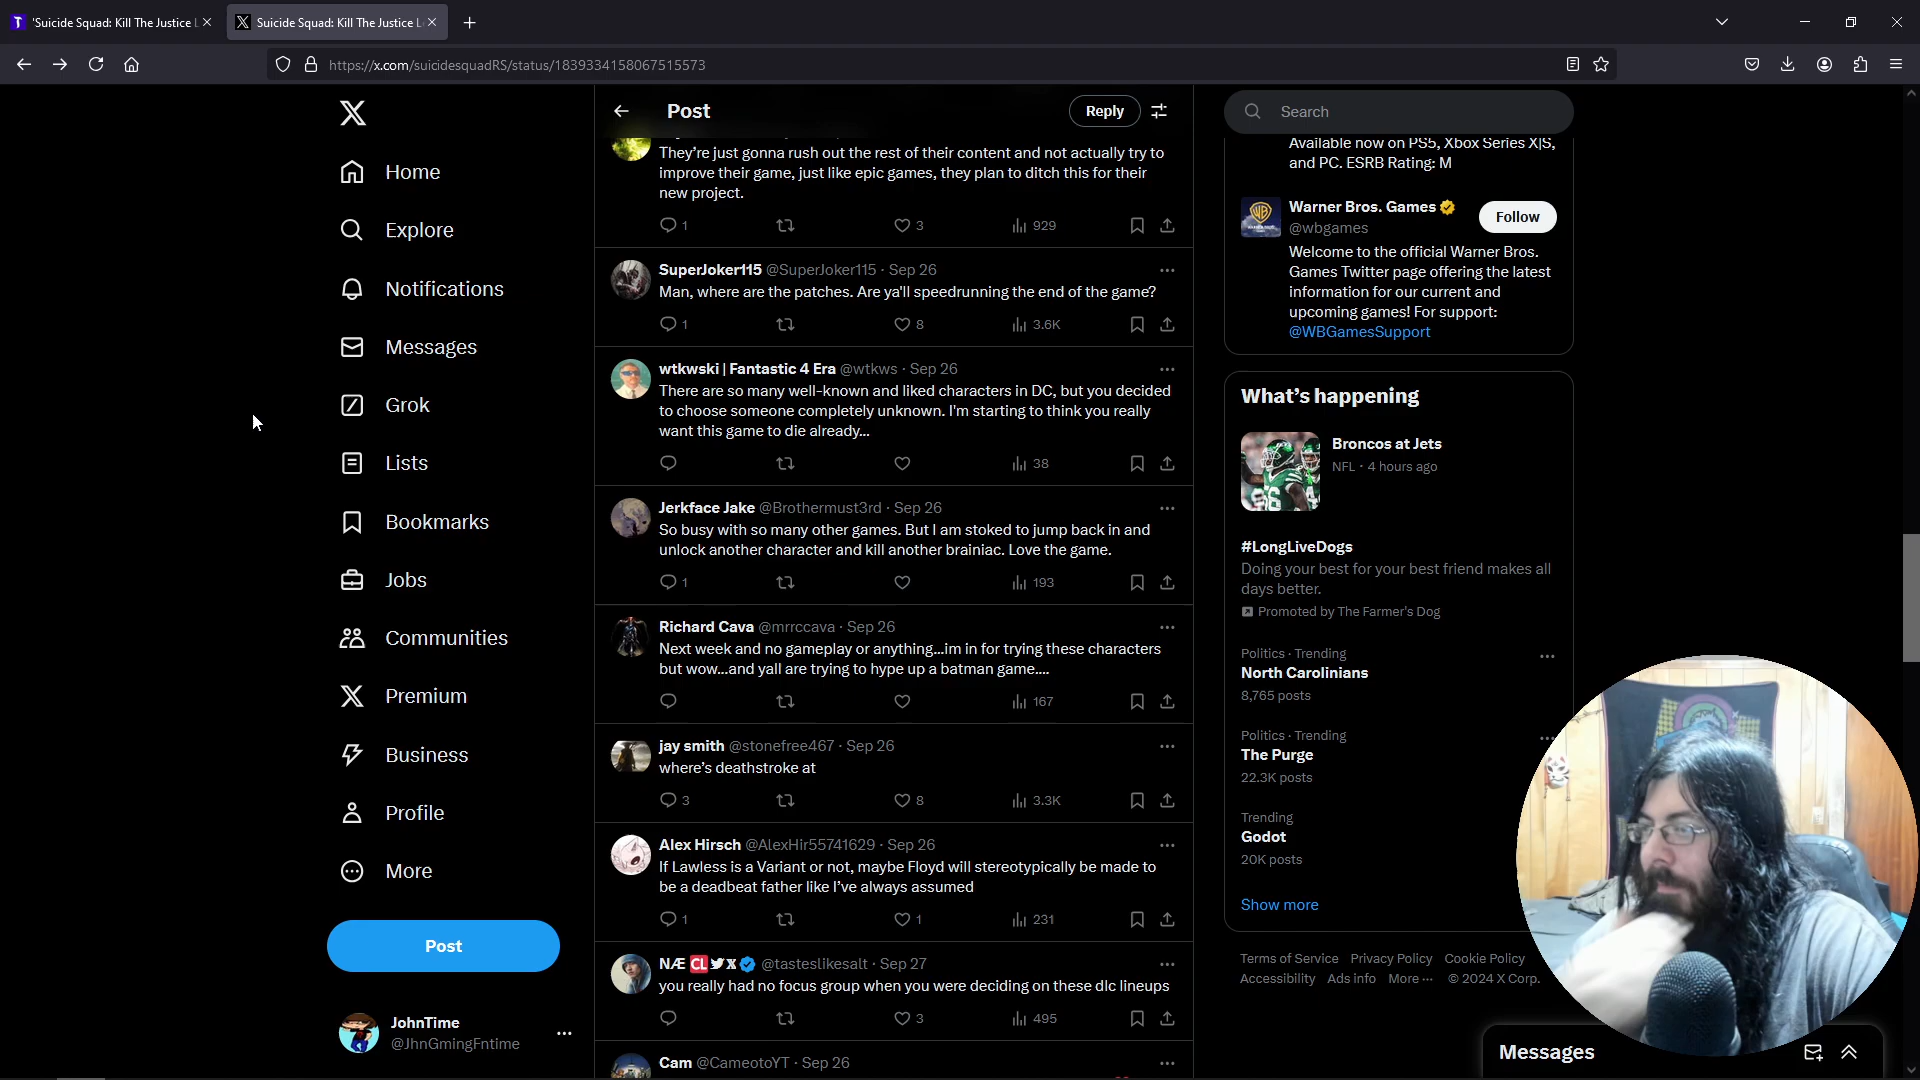 'Suicide Squad: Kill The Justice L
Suicide Squad: Kill The Justice L
https://x.com/suicidesquadRS/status/1839334158067515573
Home
Explore
Notifications
Messages
Grok
Lists
Bookmarks
Jobs
Communities
Premium
Business
Profile
More
Post
JohnTime
@JhnGmingFntime
Post
Reply
They're just gonna rush out the rest of their content and not actually try to
improve their game, just like epic games, they plan to ditch this for their
new project.
1 3 929
SuperJoker115 @SuperJoker115 · Sep 26
Man, where are the patches. Are ya'll speedrunning the end of the game?
1 8 3.6K
wtkwski | Fantastic 4 Era @wtkws · Sep 26
There are so many well-known and liked characters in DC, but you decided
to choose someone completely unknown. I'm starting to think you really
want this game to die already...
38
Jerkface Jake @Brothermust3rd · Sep 26
So busy with so many other games. But I am stoked to jump back in and
unlock another character and kill another brainiac. Love the game.
1 193
Richard Cava @mrrccava · Sep 26
Next week and no gameplay or anything...im in for trying these characters
but wow...and yall are trying to hype up a batman game....
167
jay smith @stonefree467 · Sep 26
where's deathstroke at
3 8 3.3K
Alex Hirsch @AlexHir55741629 · Sep 26
If Lawless is a Variant or not, maybe Floyd will stereotypically be made to
be a deadbeat father like I've always assumed
1 1 231
NÆ CL @tasteslikesalt · Sep 27
you really had no focus group when you were deciding on these dlc lineups
3 495
Cam @CameotoYT · Sep 26
Search
Available now on PS5, Xbox Series X|S,
and PC. ESRB Rating: M
Warner Bros. Games
@wbgames
Follow
Welcome to the official Warner Bros.
Games Twitter page offering the latest
information for our current and
upcoming games! For support:
@WBGamesSupport
What's happening
Broncos at Jets
NFL · 4 hours ago
#LongLiveDogs
Doing your best for your best friend makes all
days better.
Promoted by The Farmer's Dog
Politics · Trending
North Carolinians
8,765 posts
Politics · Trending
The Purge
22.3K posts
Trending
Godot
20K posts
Show more
Terms of Service Privacy Policy Cookie Policy
Accessibility Ads info More ··· © 2024 X Corp.
Messages